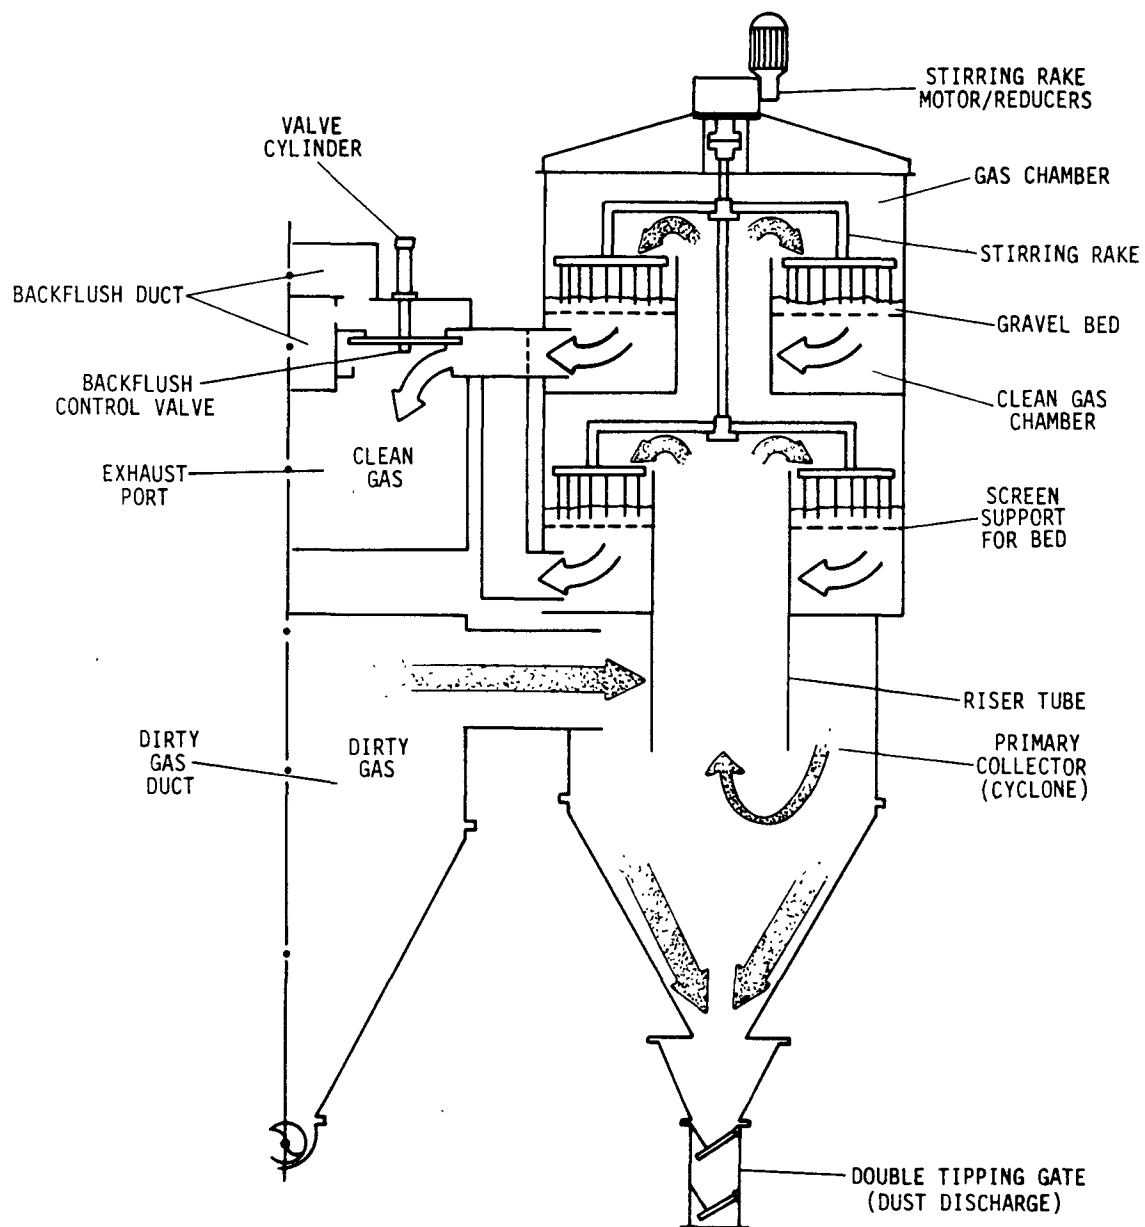 STIRRING RAKE
MOTOR/REDUCERS
VALVE
CYLINDER
GAS CHAMBER
STIRRING RAKE
BACKFLUSH DUCT
GRAVEL BED
BACKFLUSH
CONTROL VALVE
CLEAN GAS
CHAMBER
EXHAUST
PORT
CLEAN
GAS
SCREEN
SUPPORT
FOR BED
RISER TUBE
DIRTY
GAS
DUCT
DIRTY
GAS
PRIMARY
COLLECTOR
(CYCLONE)
DOUBLE TIPPING GATE
(DUST DISCHARGE)